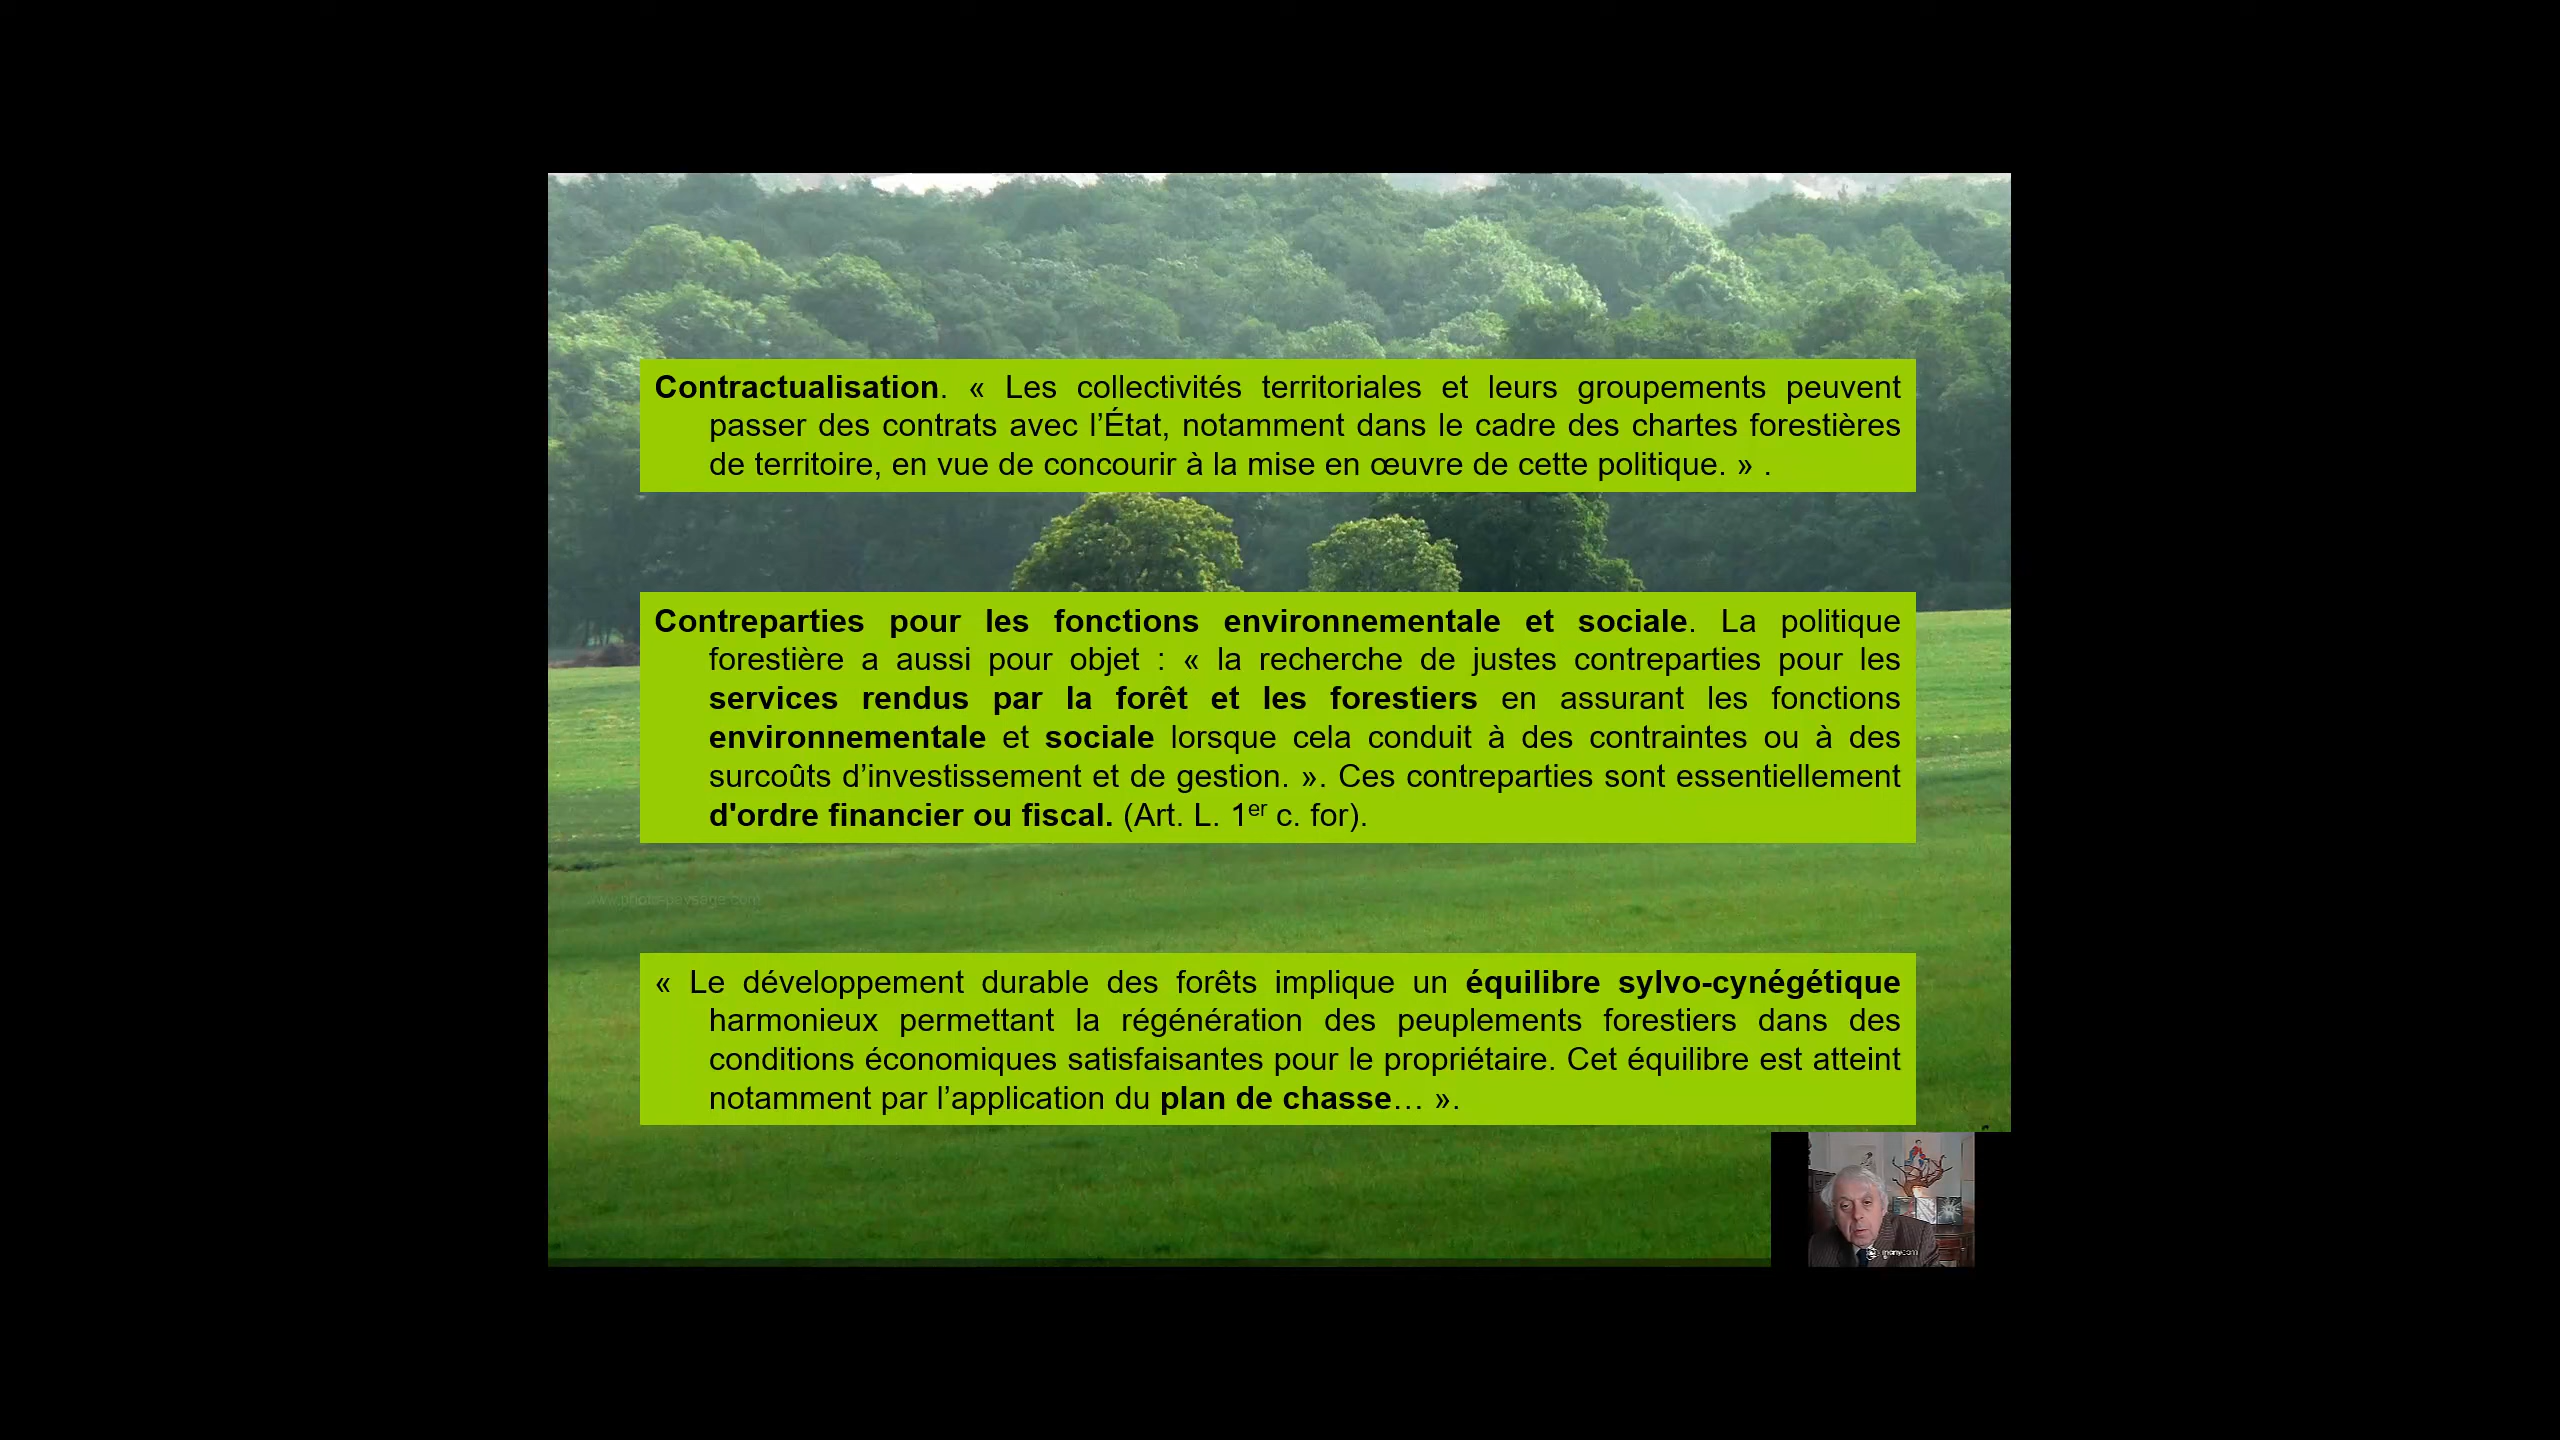 Contractualisation. « Les collectivités territoriales et leurs groupements peuvent
passer des contrats avec l’État, notamment dans le cadre des chartes forestières
de territoire, en vue de concourir à la mise en œuvre de cette politique. » .
Contreparties pour les fonctions environnementale et sociale. La politique
forestière a aussi pour objet : « la recherche de justes contreparties pour les
services rendus par la forêt et les forestiers en assurant les fonctions
environnementale et sociale lorsque cela conduit à des contraintes ou à des
surcoûts d’investissement et de gestion. ». Ces contreparties sont essentiellement
d'ordre financier ou fiscal. (Art. L. 1er c. for).
www.photo-paysage.com
« Le développement durable des forêts implique un équilibre sylvo-cynégétique
harmonieux permettant la régénération des peuplements forestiers dans des
conditions économiques satisfaisantes pour le propriétaire. Cet équilibre est atteint
notamment par l’application du plan de chasse… ».
manycam